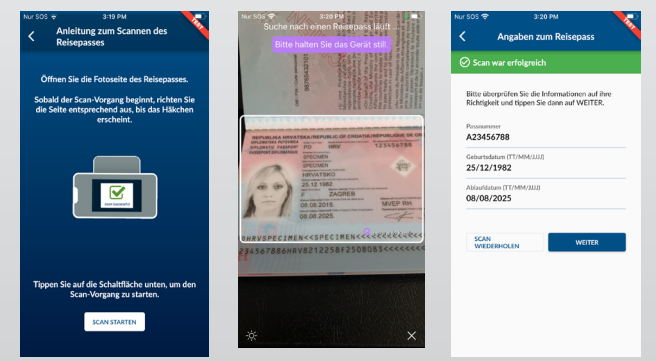 Nur SOS 3:19 PM
TEST
Anleitung zum Scannen des
Reisepasses
Öffnen Sie die Fotoseite des Reisepasses.
Sobald der Scan-Vorgang beginnt, richten Sie
die Seite entsprechend aus, bis das Häkchen
erscheint.
Tippen Sie auf die Schaltfläche unten, um den
Scan-Vorgang zu starten.
SCAN STARTEN
Nur SOS 3:20 PM
Suche nach einen Reisepass läuft
Bitte halten Sie das Gerät still.
REPUBLIKA HRVATSKA/REPUBLIC OF CROATIA/REPUBLIQUE DE
PD HRV 123456788
SPECIMEN
SPECIMEN
HRVATSKO
25.12.1982
F ZAGREB
08.08.2015. MVEP RH
08.08.2025.
Nur SOS 3:20 PM
TEST
Angaben zum Reisepass
Scan war erfolgreich
Bitte überprüfen Sie die Informationen auf ihre
Richtigkeit und tippen Sie dann auf WEITER.
Passnummer
A23456788
Geburtsdatum (TT/MM/JJJJ)
25/12/1982
Ablaufdatum (TT/MM/JJJJ)
08/08/2025
SCAN
WIEDERHOLEN
WEITER